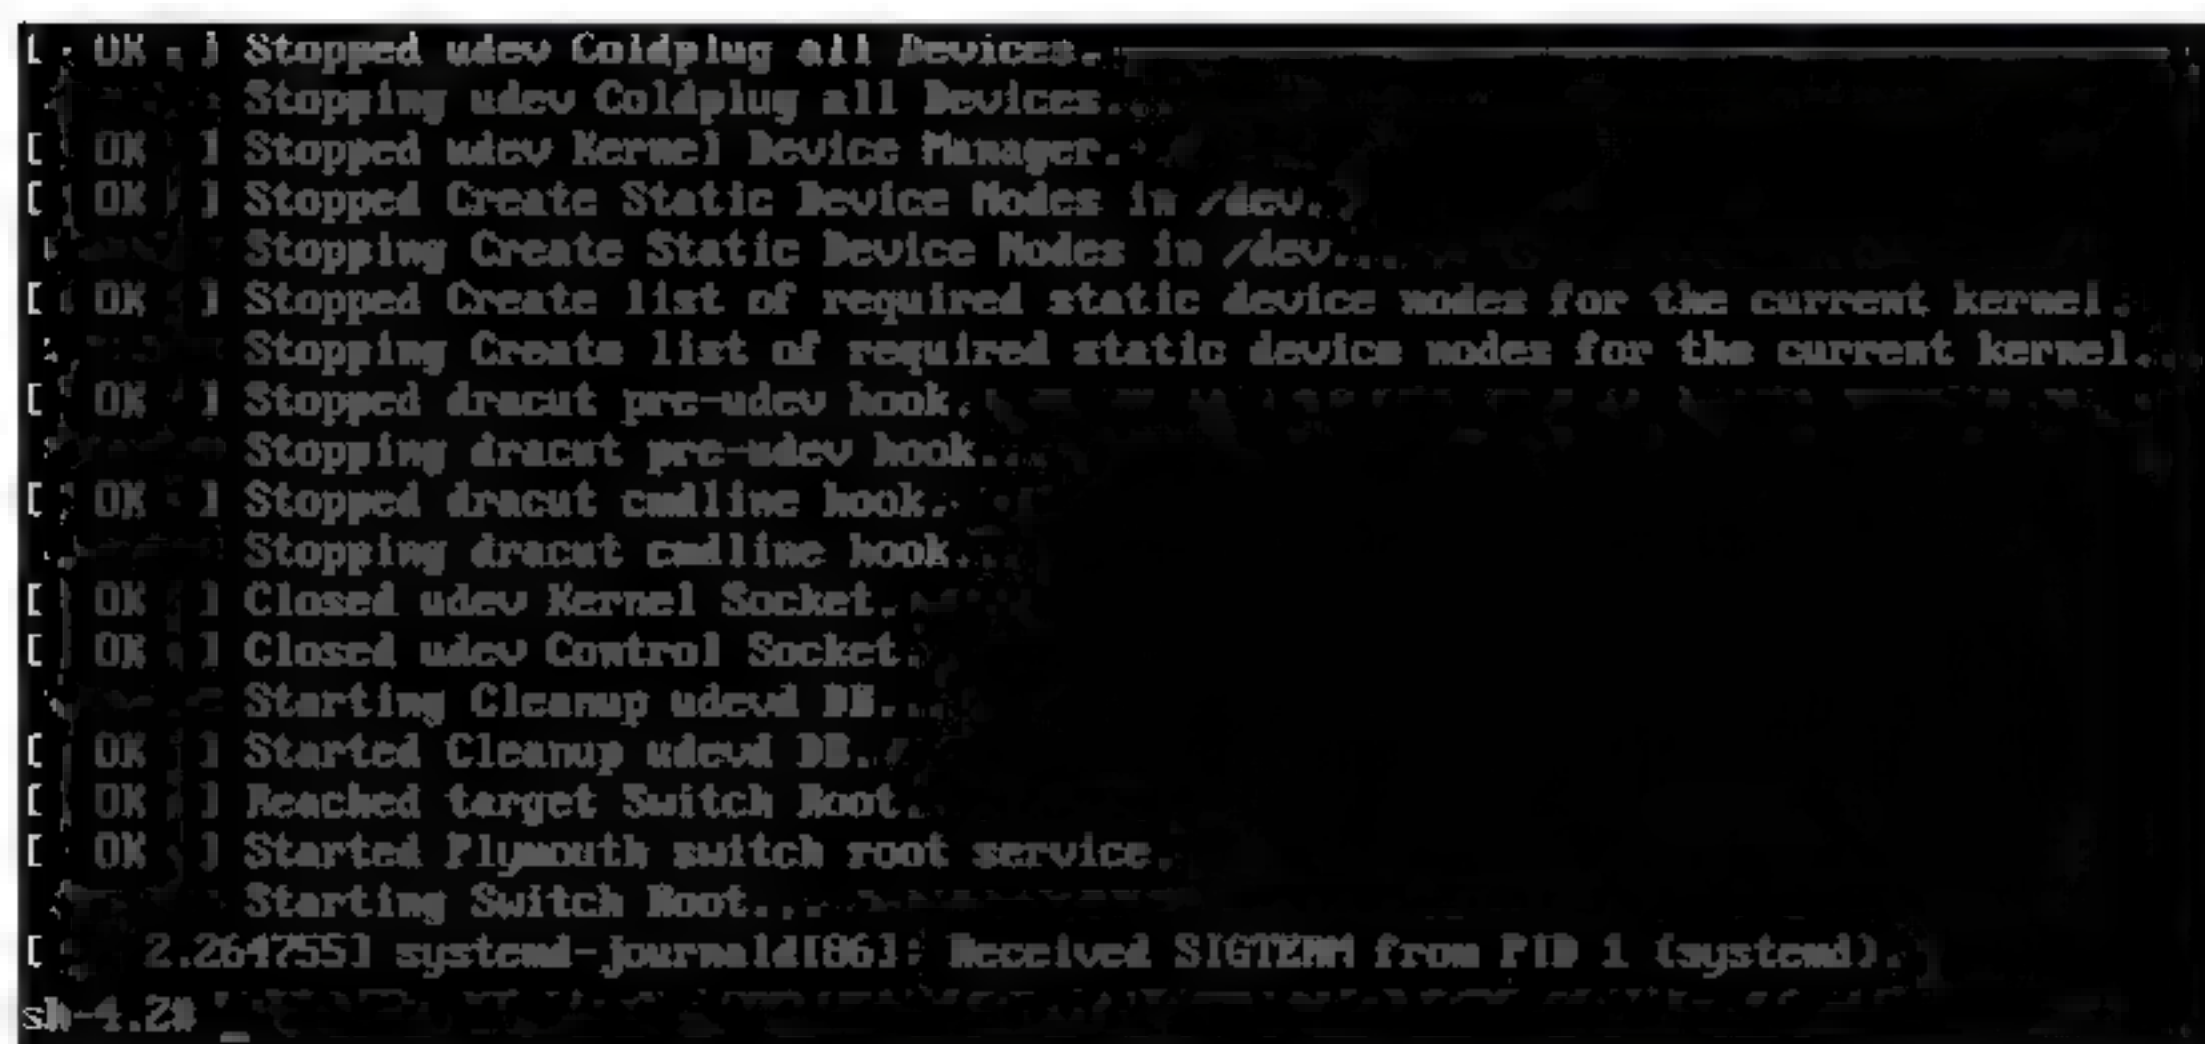 [  OK  ] Stopped udev Coldplug all Devices.
Stopping udev Coldplug all Devices...
[  OK  ] Stopped udev Kernel Device Manager.
[  OK  ] Stopped Create Static Device Nodes in /dev.
Stopping Create Static Device Nodes in /dev...
[  OK  ] Stopped Create list of required static device nodes for the current kernel.
Stopping Create list of required static device nodes for the current kernel...
[  OK  ] Stopped dracut pre-udev hook.
Stopping dracut pre-udev hook...
[  OK  ] Stopped dracut cmdline hook.
Stopping dracut cmdline hook...
[  OK  ] Closed udev Kernel Socket.
[  OK  ] Closed udev Control Socket.
Starting Cleanup udevd DB...
[  OK  ] Started Cleanup udevd DB.
[  OK  ] Reached target Switch Root.
[  OK  ] Started Plymouth switch root service.
Starting Switch Root...
[    2.264755] systemd-journald[86]: Received SIGTERM from PID 1 (systemd).
sh-4.2# _